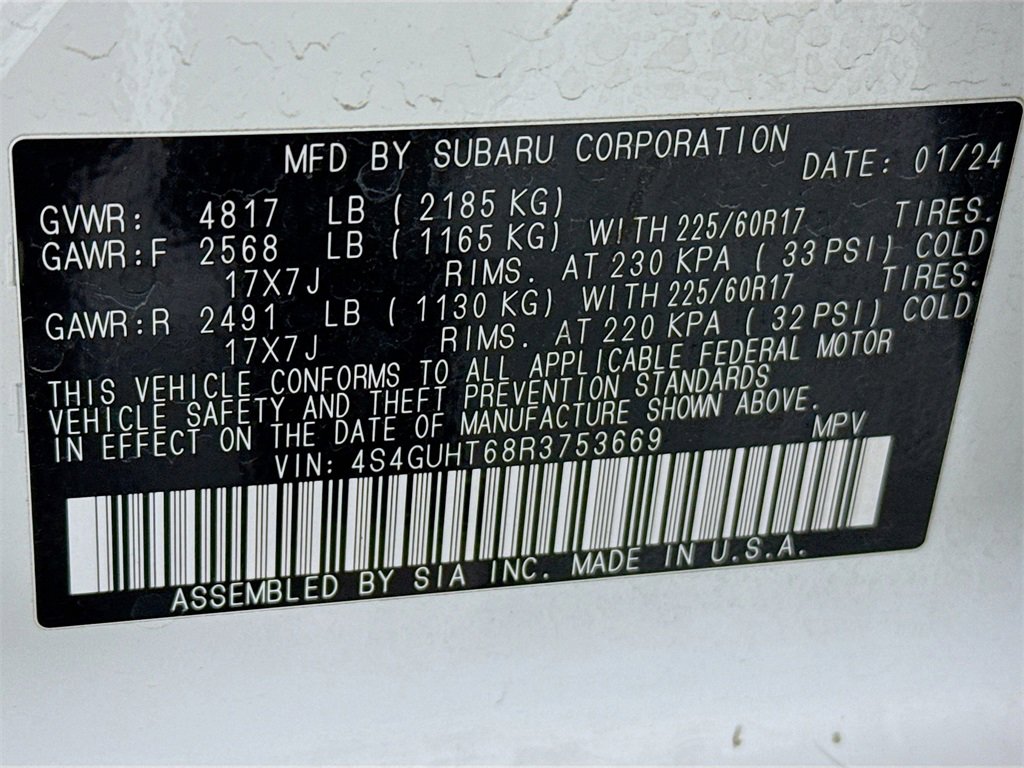 MFD BY SUBARU CORPORATION DATE: 01/24
GVWR: 4817 LB ( 2185 KG)
GAWR:F 2568 LB ( 1165 KG) WITH 225/60R17 TIRES.
17X7J RIMS. AT 230 KPA ( 33 PSI) COLD
GAWR:R 2491 LB ( 1130 KG) WITH 225/60R17 TIRES.
17X7J RIMS. AT 220 KPA ( 32 PSI) COLD
THIS VEHICLE CONFORMS TO ALL APPLICABLE FEDERAL MOTOR
VEHICLE SAFETY AND THEFT PREVENTION STANDARDS
IN EFFECT ON THE DATE OF MANUFACTURE SHOWN ABOVE.
VIN: 4S4GUHT68R3753669 MPV
ASSEMBLED BY SIA INC. MADE IN U.S.A.